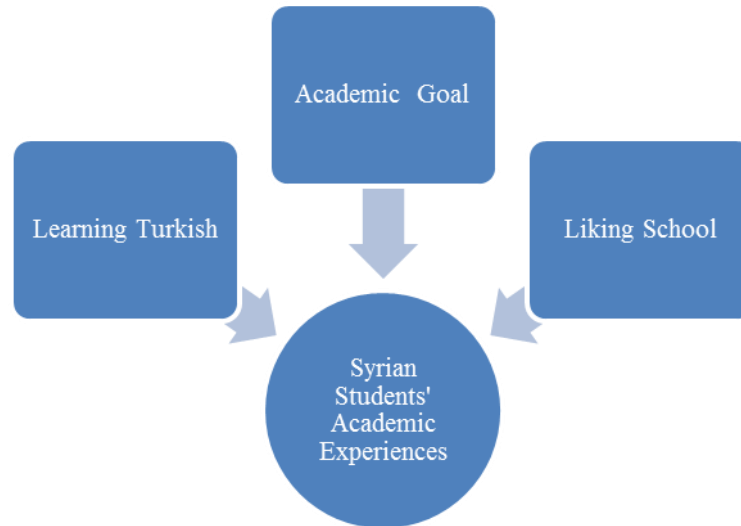 Academic Goal
Learning Turkish
Liking School
Syrian
Students'
Academic
Experiences